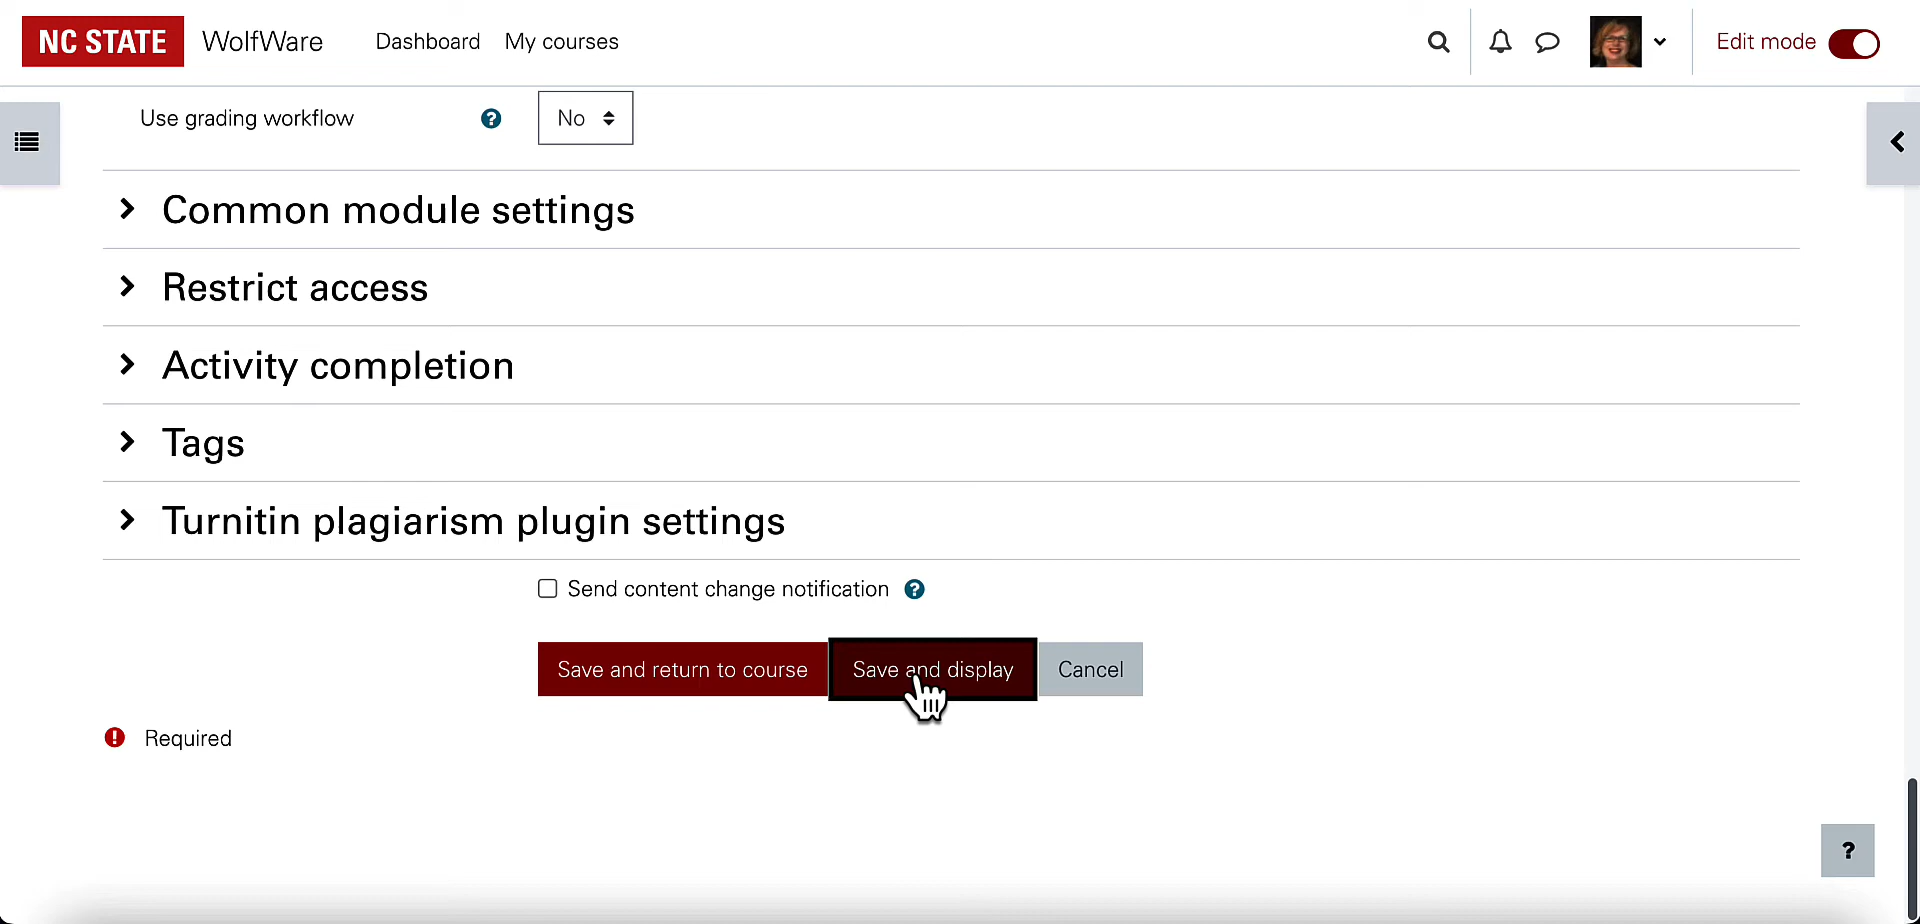 NC STATE WolfWare Dashboard My courses Edit mode
Use grading workflow ? No
Common module settings
Restrict access
Activity completion
Tags
Turnitin plagiarism plugin settings
Send content change notification ?
Save and return to course Save and display Cancel
! Required
?